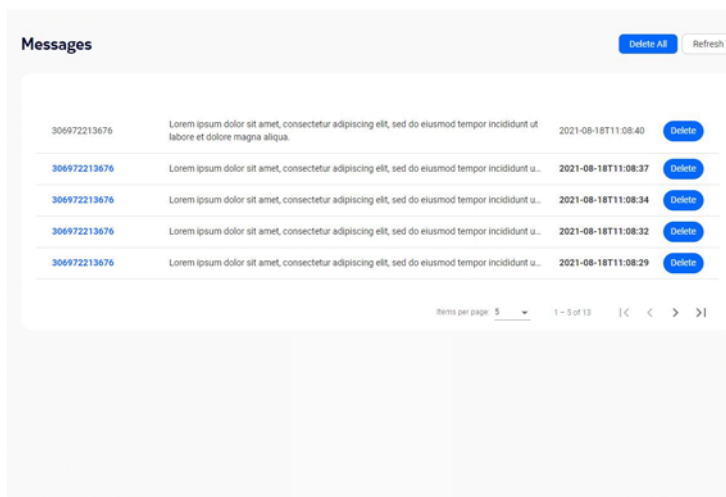 Messages
Delete All
Refresh
306972213676
Lorem ipsum dolor sit amet, consectetur adipiscing elit, sed do eiusmod tempor incididunt ut
labore et dolore magna aliqua.
2021-08-18T11:08:40
Delete
306972213676
Lorem ipsum dolor sit amet, consectetur adipiscing elit, sed do eiusmod tempor incididunt u...
2021-08-18T11:08:37
Delete
306972213676
Lorem ipsum dolor sit amet, consectetur adipiscing elit, sed do eiusmod tempor incididunt u...
2021-08-18T11:08:34
Delete
306972213676
Lorem ipsum dolor sit amet, consectetur adipiscing elit, sed do eiusmod tempor incididunt u...
2021-08-18T11:08:32
Delete
306972213676
Lorem ipsum dolor sit amet, consectetur adipiscing elit, sed do eiusmod tempor incididunt u...
2021-08-18T11:08:29
Delete
Items per page: 5
1 – 5 of 13